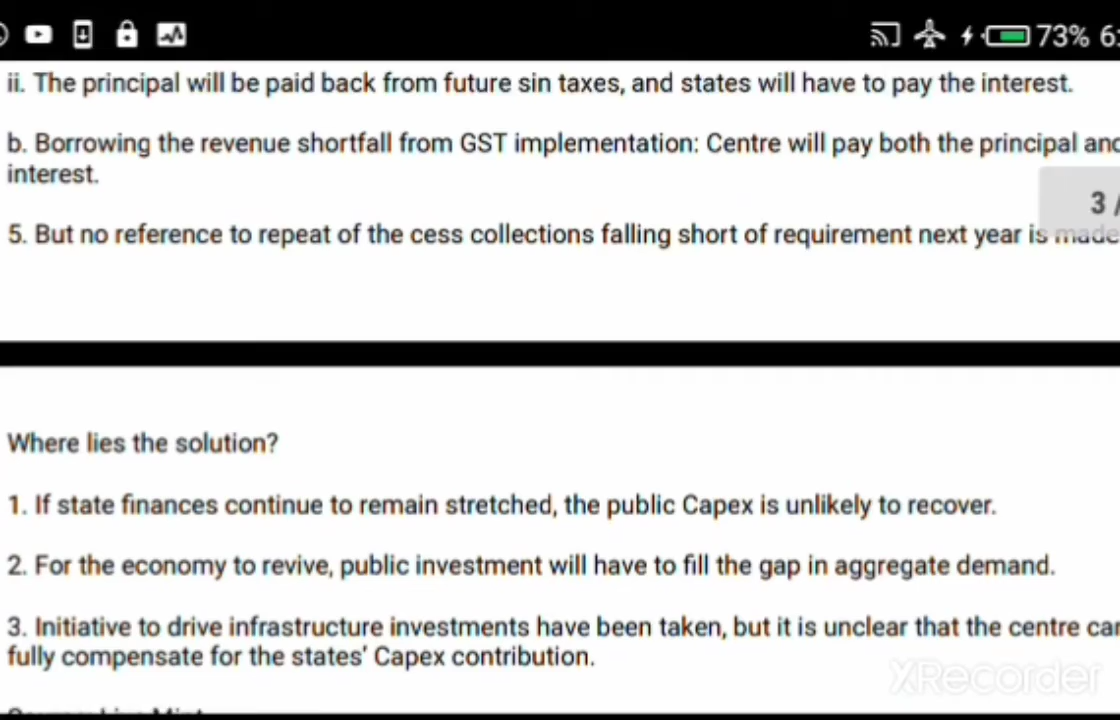 73% 6:
ii. The principal will be paid back from future sin taxes, and states will have to pay the interest.
b. Borrowing the revenue shortfall from GST implementation: Centre will pay both the principal and
interest.
3 /
5. But no reference to repeat of the cess collections falling short of requirement next year is made
Where lies the solution?
1. If state finances continue to remain stretched, the public Capex is unlikely to recover.
2. For the economy to revive, public investment will have to fill the gap in aggregate demand.
3. Initiative to drive infrastructure investments have been taken, but it is unclear that the centre can
fully compensate for the states' Capex contribution.
XRecorder